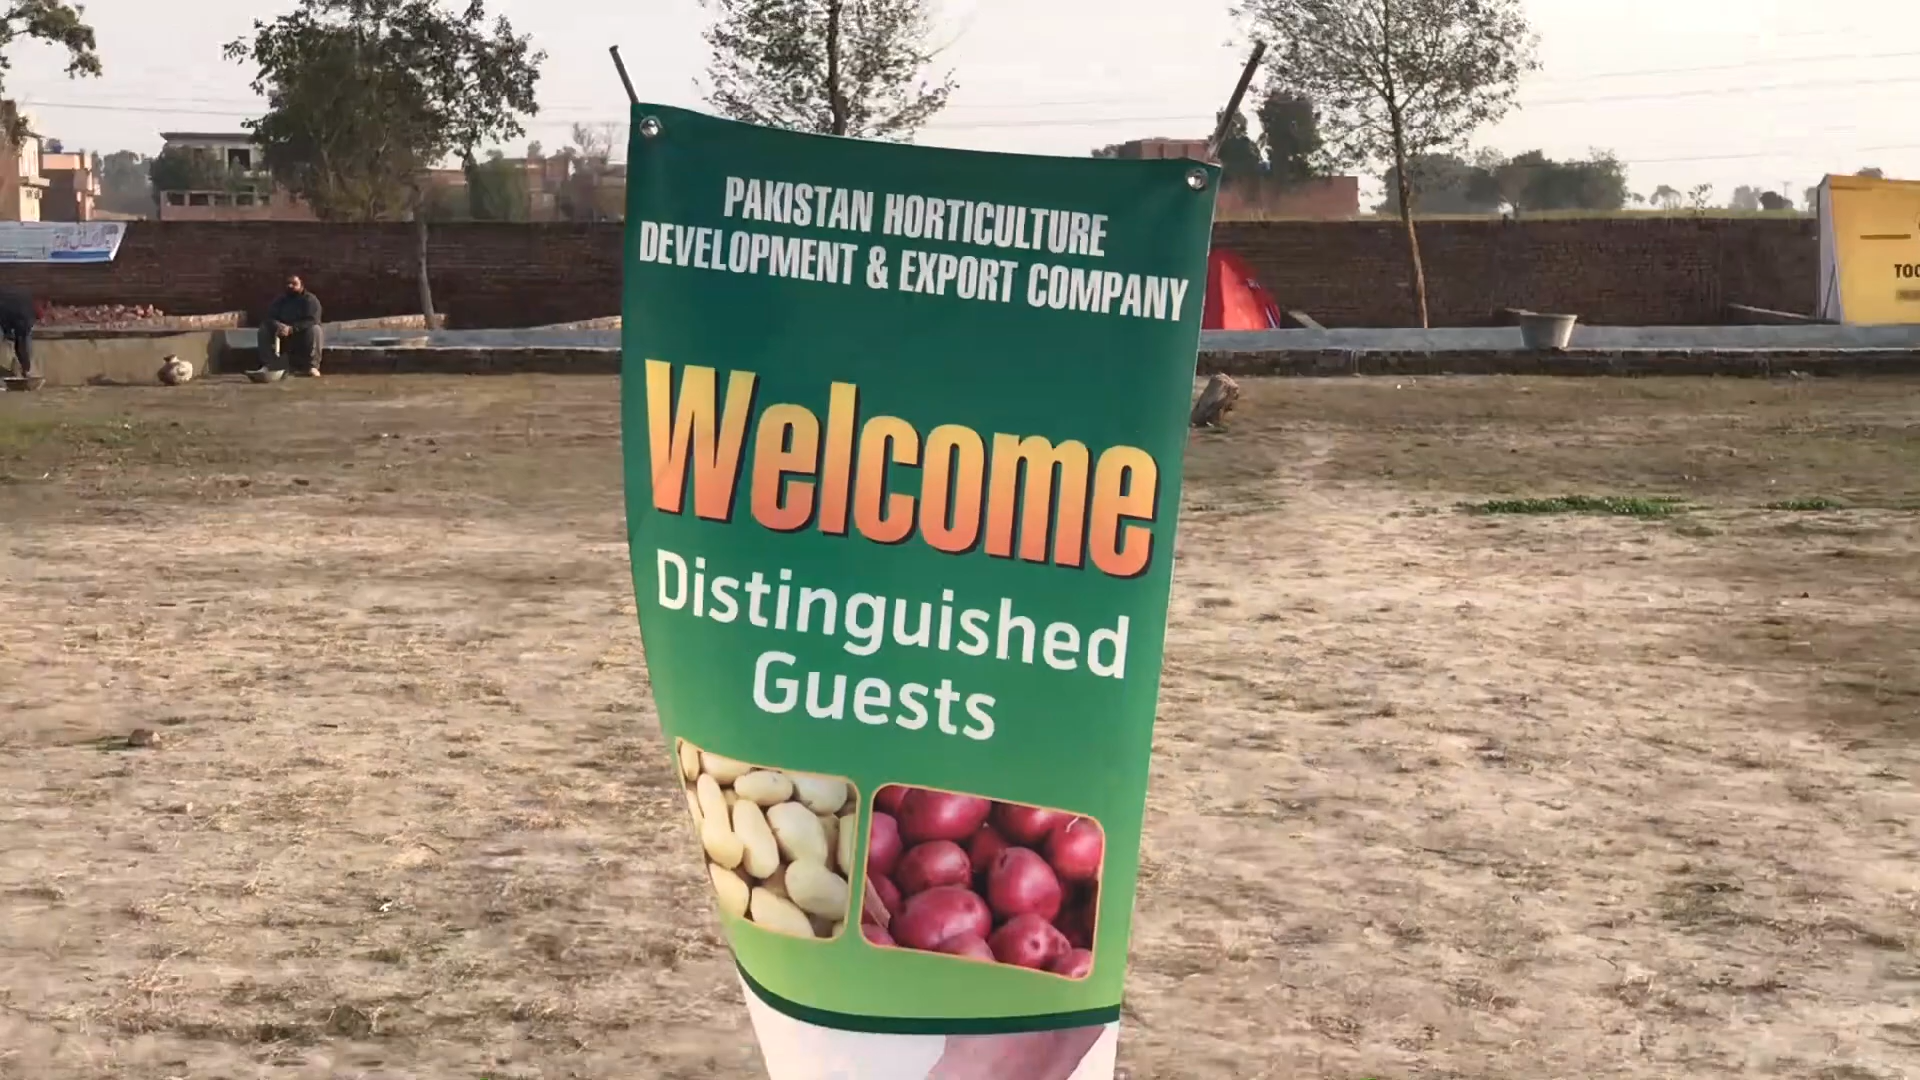 PAKISTAN HORTICULTURE
DEVELOPMENT & EXPORT COMPANY
Welcome
Distinguished
Guests